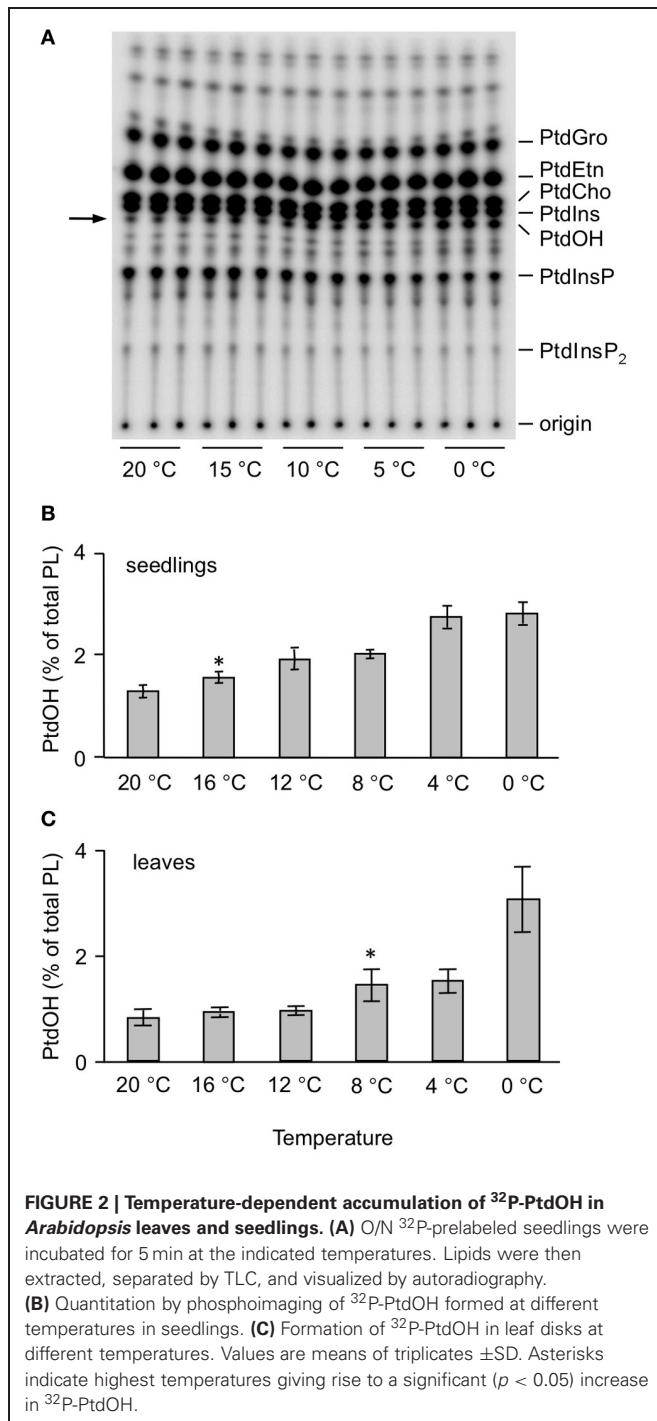 A
PtdGro
PtdEtn
PtdCho
PtdIns
PtdOH
PtdInsP
PtdInsP₂
origin
20 °C 15 °C 10 °C 5 °C 0 °C
B
4
seedlings
2
*
0
PtdOH (% of total PL)
20 °C 16 °C 12 °C 8 °C 4 °C 0 °C
C
4
leaves
2
*
0
PtdOH (% of total PL)
20 °C 16 °C 12 °C 8 °C 4 °C 0 °C
Temperature
FIGURE 2 | Temperature-dependent accumulation of ³²P-PtdOH in
Arabidopsis leaves and seedlings. (A) O/N ³²P-prelabeled seedlings were
incubated for 5 min at the indicated temperatures. Lipids were then
extracted, separated by TLC, and visualized by autoradiography.
(B) Quantitation by phosphoimaging of ³²P-PtdOH formed at different
temperatures in seedlings. (C) Formation of ³²P-PtdOH in leaf disks at
different temperatures. Values are means of triplicates ±SD. Asterisks
indicate highest temperatures giving rise to a significant (p < 0.05) increase
in ³²P-PtdOH.